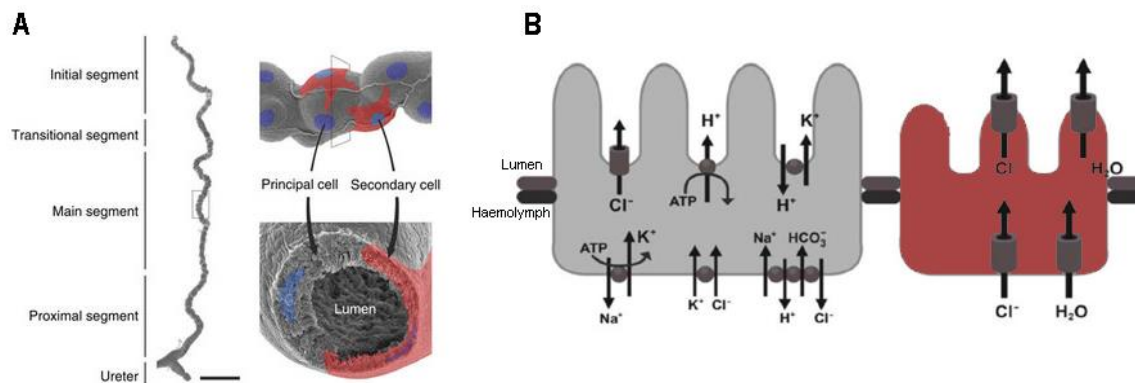 A
Initial segment
Transitional segment
Main segment
Proximal segment
Ureter
Principal cell
Secondary cell
Lumen
B
Lumen
Haemolymph
Cl⁻
H⁺
ATP
K⁺
H⁺
ATP
K⁺
Na⁺
K⁺
Cl⁻
Na⁺
HCO₃⁻
H⁺
Cl⁻
Cl
H₂O
Cl⁻
H₂O